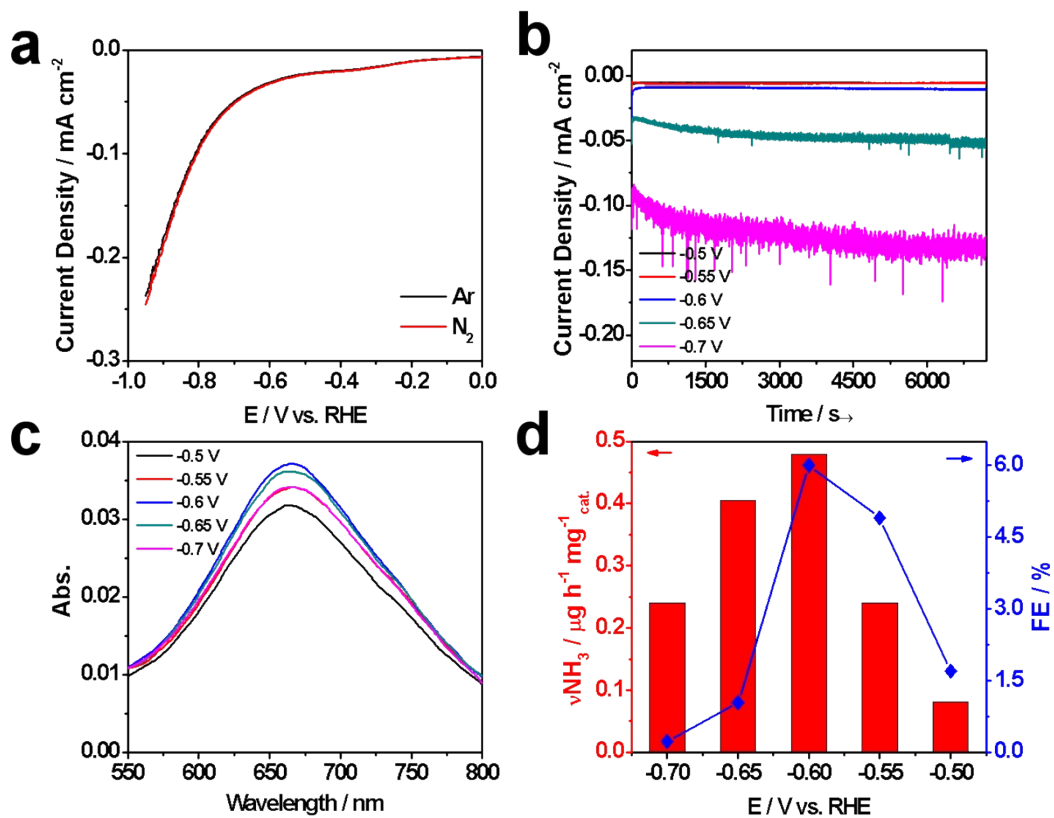 a
0.0
-0.1
-0.2
-0.3
Current Density / mA cm-2
Ar
N2
-1.0 -0.8 -0.6 -0.4 -0.2 0.0
E / V vs. RHE
b
0.00
-0.05
-0.10
-0.15
-0.20
Current Density / mA cm-2
-0.5 V
-0.55 V
-0.6 V
-0.65 V
-0.7 V
0 1500 3000 4500 6000
Time / s→
c
0.04
0.03
0.02
0.01
0.00
Abs.
-0.5 V
-0.55 V
-0.6 V
-0.65 V
-0.7 V
550 600 650 700 750 800
Wavelength / nm
d
0.5
0.4
0.3
0.2
0.1
0.0
νNH3 / μg h-1 mg-1cat.
6.0
4.5
3.0
1.5
0.0
FE / %
-0.70 -0.65 -0.60 -0.55 -0.50
E / V vs. RHE